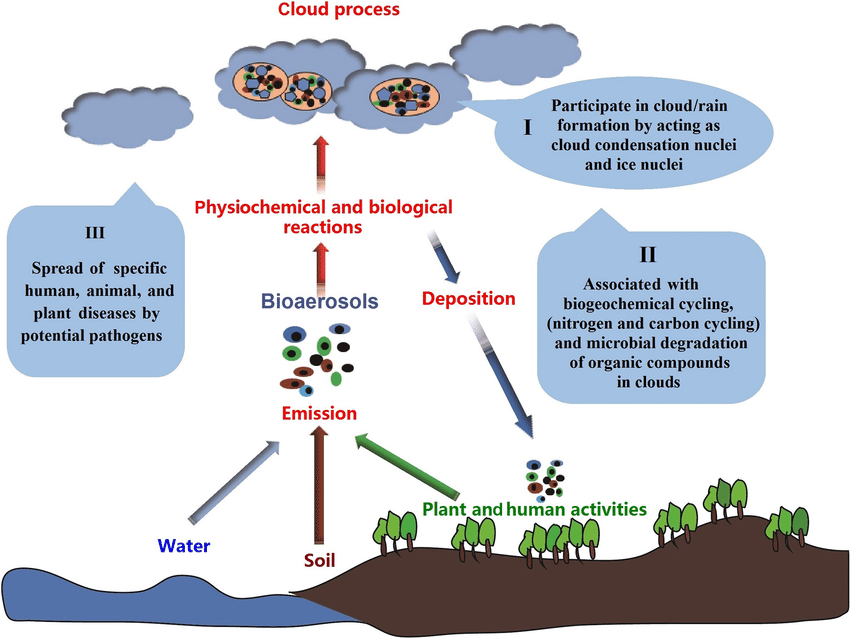 Cloud process
I
Participate in cloud/rain
formation by acting as
cloud condensation nuclei
and ice nuclei
Physiochemical and biological
reactions
III
Spread of specific
human, animal, and
plant diseases by
potential pathogens
II
Associated with
biogeochemical cycling,
(nitrogen and carbon cycling)
and microbial degradation
of organic compounds
in clouds
Bioaerosols
Deposition
Emission
Plant and human activities
Water
Soil